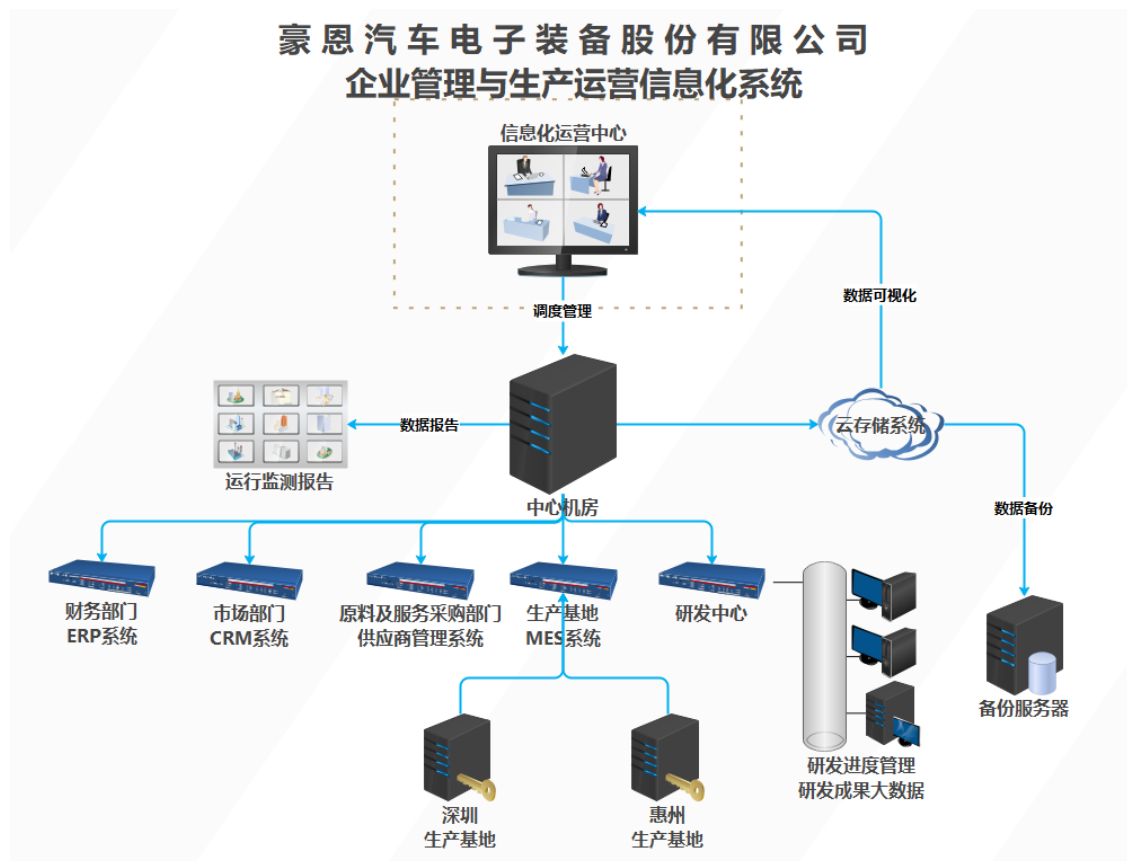 豪恩汽车电子装备股份有限公司
企业管理与生产运营信息化系统
信息化运营中心
数据可视化
调度管理
数据报告
云存储系统
运行监测报告
中心机房
数据备份
财务部门
ERP系统
市场部门
CRM系统
原料及服务采购部门
供应商管理系统
生产基地
MES系统
研发中心
备份服务器
研发进度管理
研发成果大数据
深圳
生产基地
惠州
生产基地